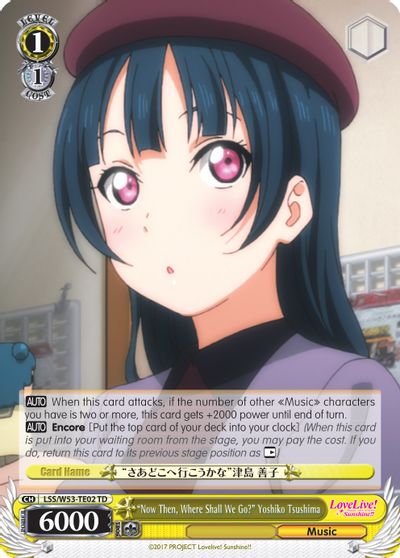 LEVEL
1
1
COST
AUTO When this card attacks, if the number of other «Music» characters
you have is two or more, this card gets +2000 power until end of turn.
AUTO Encore [Put the top card of your deck into your clock] (When this card
is put into your waiting room from the stage, you may pay the cost. If you
do, return this card to its previous stage position as
Card Name
"さあどこへ行こうかな"津島 善子
CH LSS/W53-TE02 TD
"Now Then, Where Shall We Go?" Yoshiko Tsushima
LoveLive!
Sunshine!!
POWER
6000
Music
©2017 PROJECT Lovelive! Sunshine!!